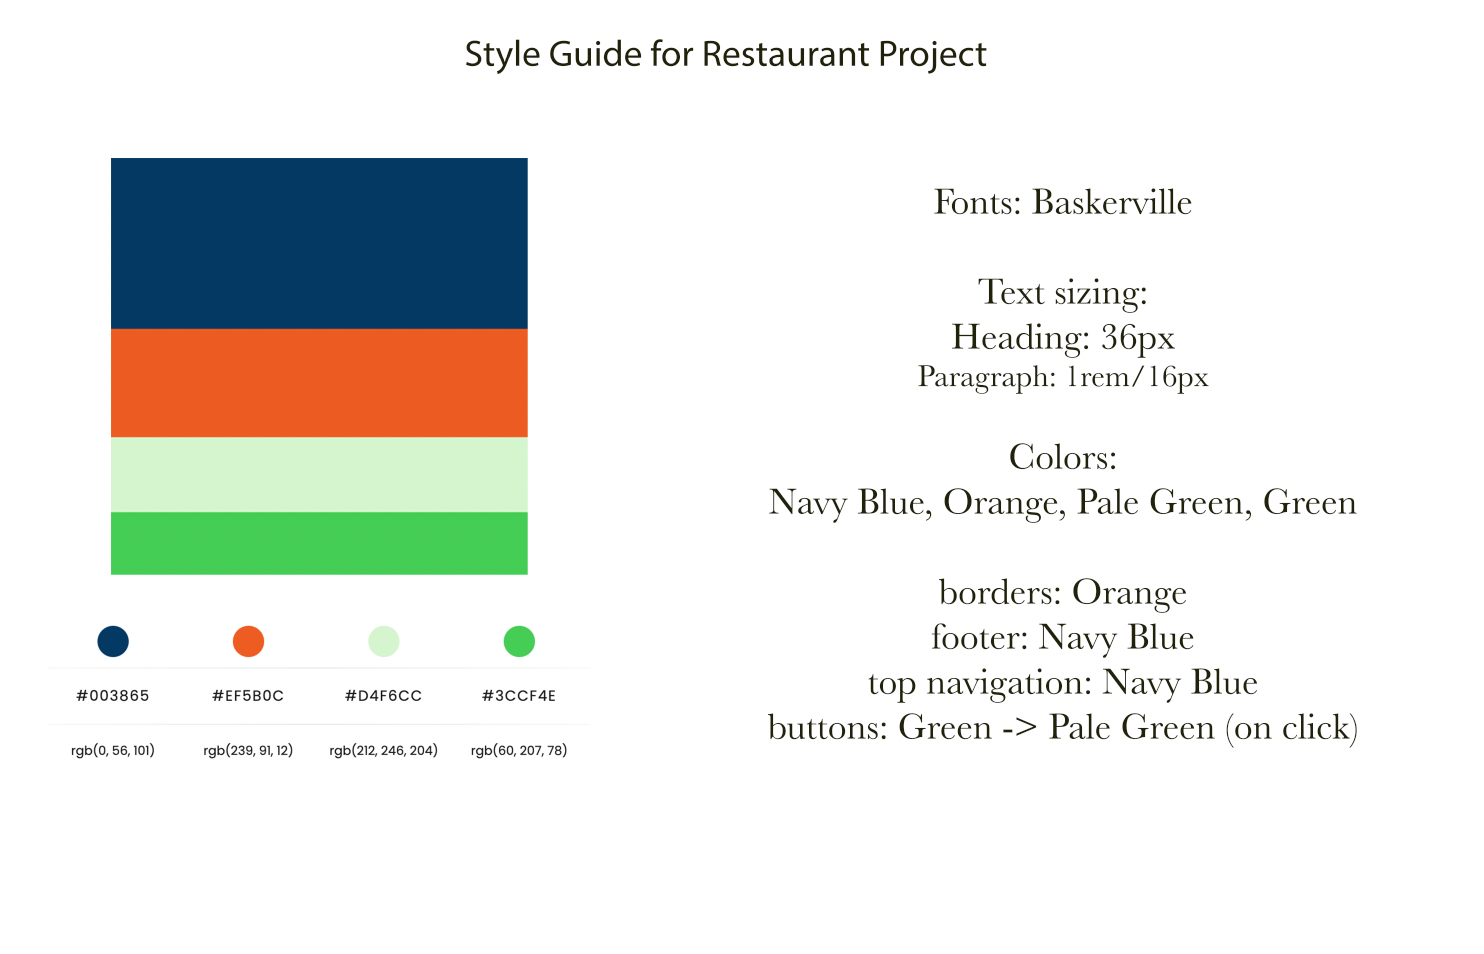 Style Guide for Restaurant Project
#003865 #EF5B0C #D4F6CC #3CCF4E
rgb(0, 56, 101) rgb(239, 91, 12) rgb(212, 246, 204) rgb(60, 207, 78)
Fonts: Baskerville
Text sizing:
Heading: 36px
Paragraph: 1rem/16px
Colors:
Navy Blue, Orange, Pale Green, Green
borders: Orange
footer: Navy Blue
top navigation: Navy Blue
buttons: Green -> Pale Green (on click)